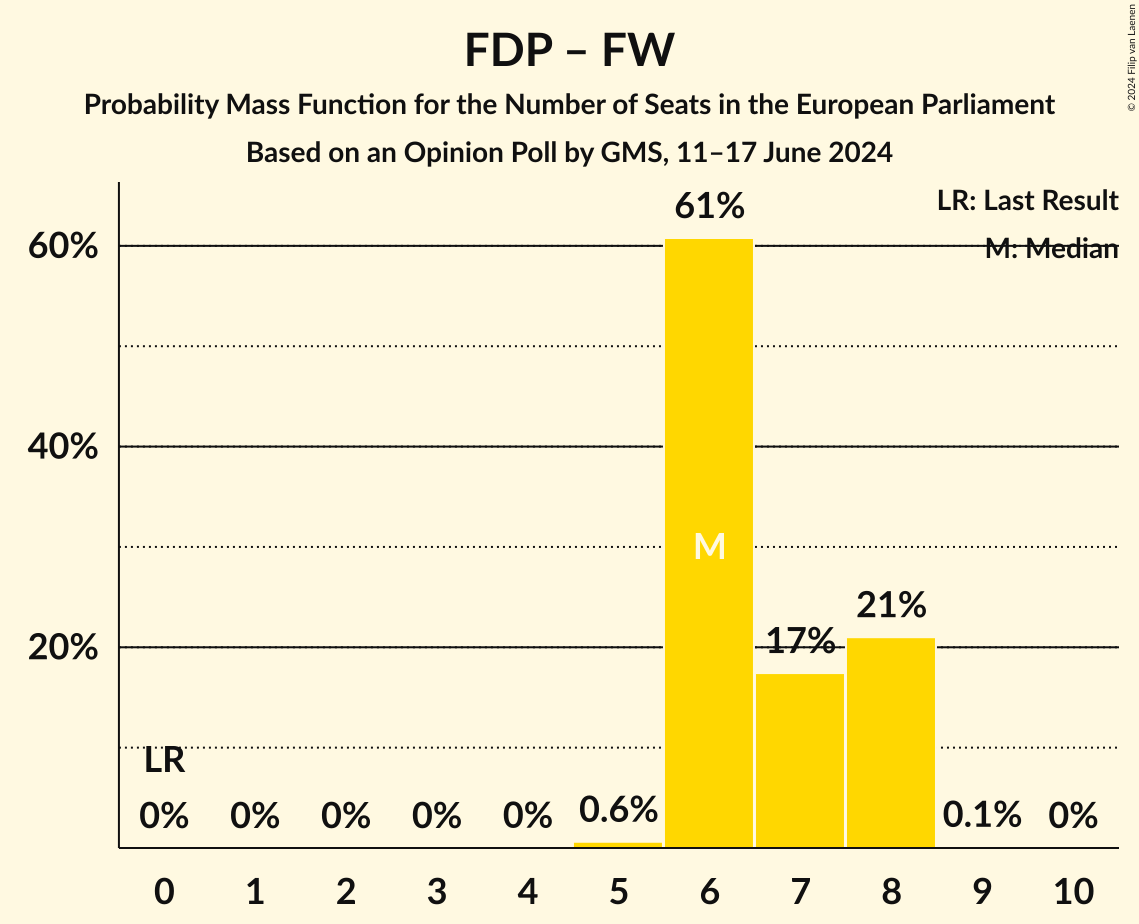 FDP – FW
Probability Mass Function for the Number of Seats in the European Parliament
Based on an Opinion Poll by GMS, 11–17 June 2024
© 2024 Filip van Laenen
LR: Last Result
M: Median
61%
60%
40%
M
21%
17%
20%
LR
0% 0% 0% 0% 0% 0.6% 0.1% 0%
0 1 2 3 4 5 6 7 8 9 10